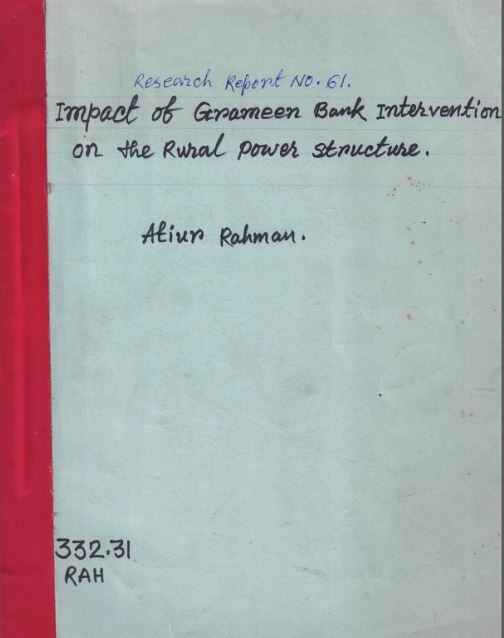 Research Report No. 61.
Impact of Grameen Bank Intervention
on the Rural Power structure.
Atiur Rahman.
332.31
RAH